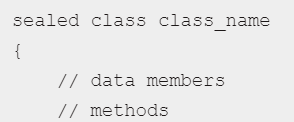 sealed class class_name
{
    // data members
    // methods